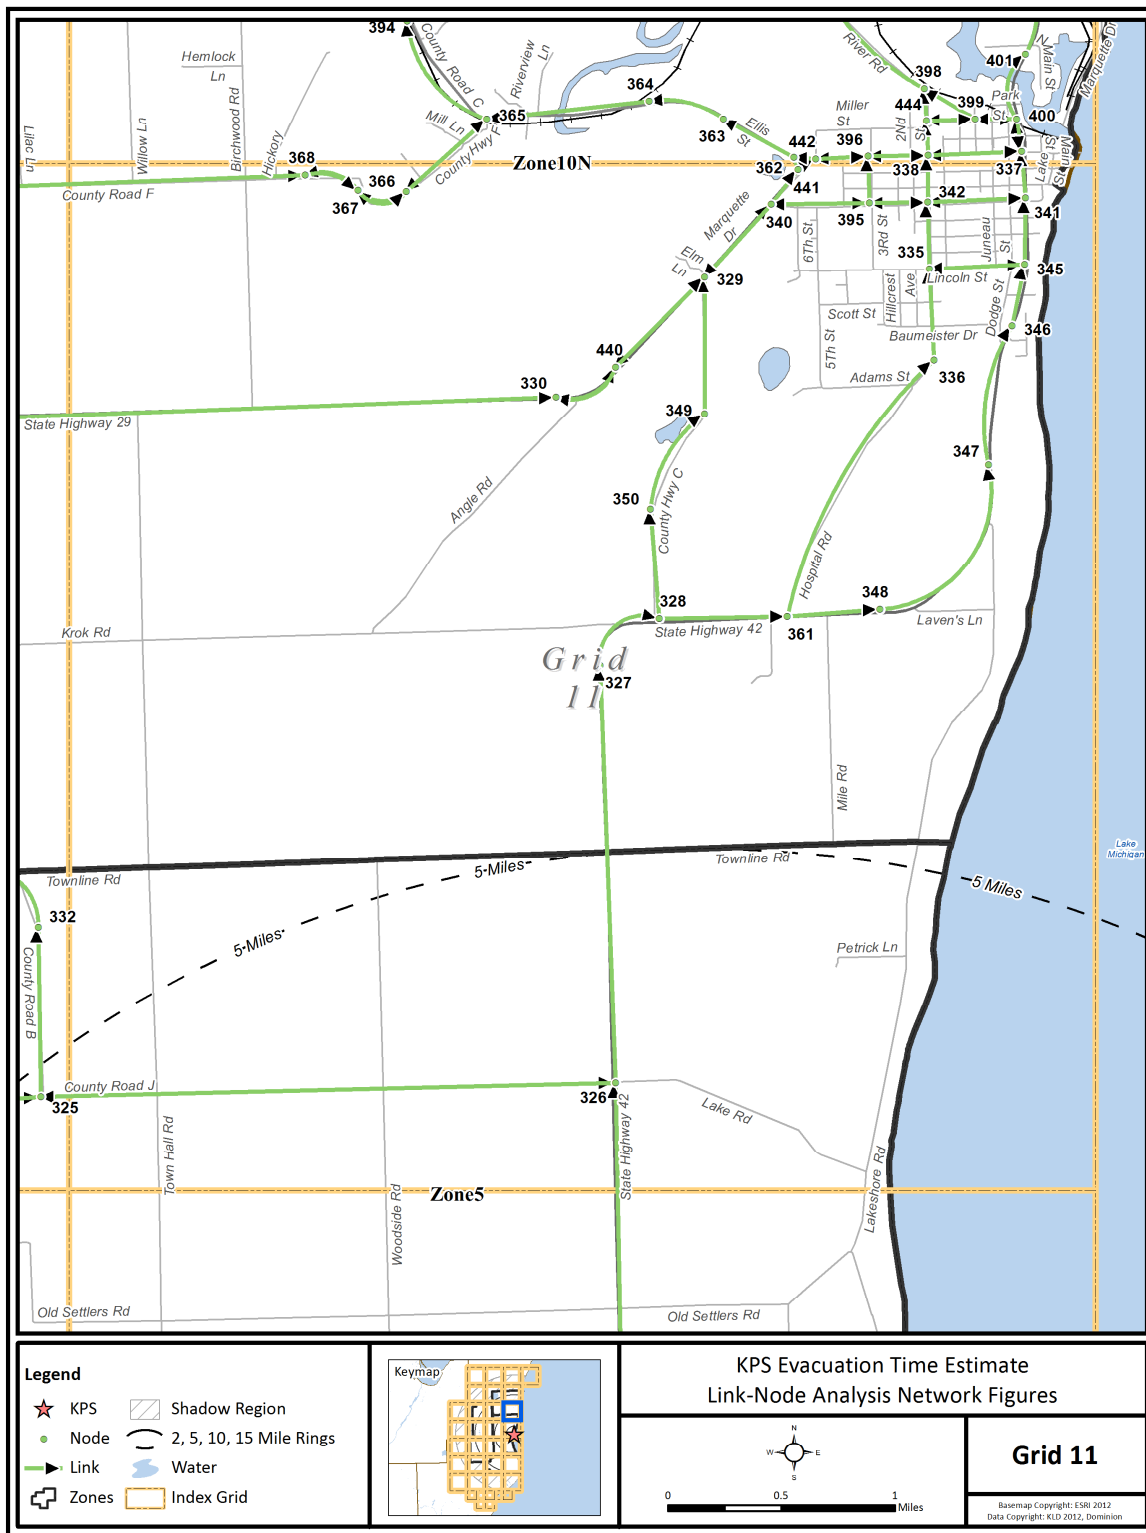 394
County Road C
Riverview
Ln
Hemlock
Ln
River Rd
N
Main St
Marquette Dr
401
398
364
444
399
Park
St
400
365
Mill Ln
County Hwy F
363
Ellis
St
Miller
St
2Nd
St
Lilac Ln
Willow Ln
Birchwood Rd
Hickory
368
442
396
Zone10N
362
338
337
Lake
St
Main
St
County Road F
366
367
441
342
Marquette
Dr
340
395
341
6Th St
3Rd St
Juneau
St
335
Elm
Ln
329
345
Lincoln St
Hillcrest
Ave
Scott St
Dodge St
346
Baumeister Dr
5Th St
440
330
Adams St
336
State Highway 29
349
347
Angle Rd
350
County Hwy C
Hospital Rd
328
348
Krok Rd
State Highway 42
361
Laven's Ln
Grid
11
327
Mile Rd
Townline Rd
Lake
Michigan
Townline Rd
5-Miles
5 Miles
332
5-Miles
County Road B
Petrick Ln
County Road J
325
326
Lake Rd
Town Hall Rd
State Highway 42
Zone5
Woodside Rd
Lakeshore Rd
Old Settlers Rd
Old Settlers Rd
Legend
KPS
Shadow Region
Node
2, 5, 10, 15 Mile Rings
Link
Water
Zones
Index Grid
Keymap
KPS Evacuation Time Estimate
Link-Node Analysis Network Figures
N
W
E
S
0
0.5
1
Miles
Grid 11
Basemap Copyright: ESRI 2012
Data Copyright: KLD 2012, Dominion